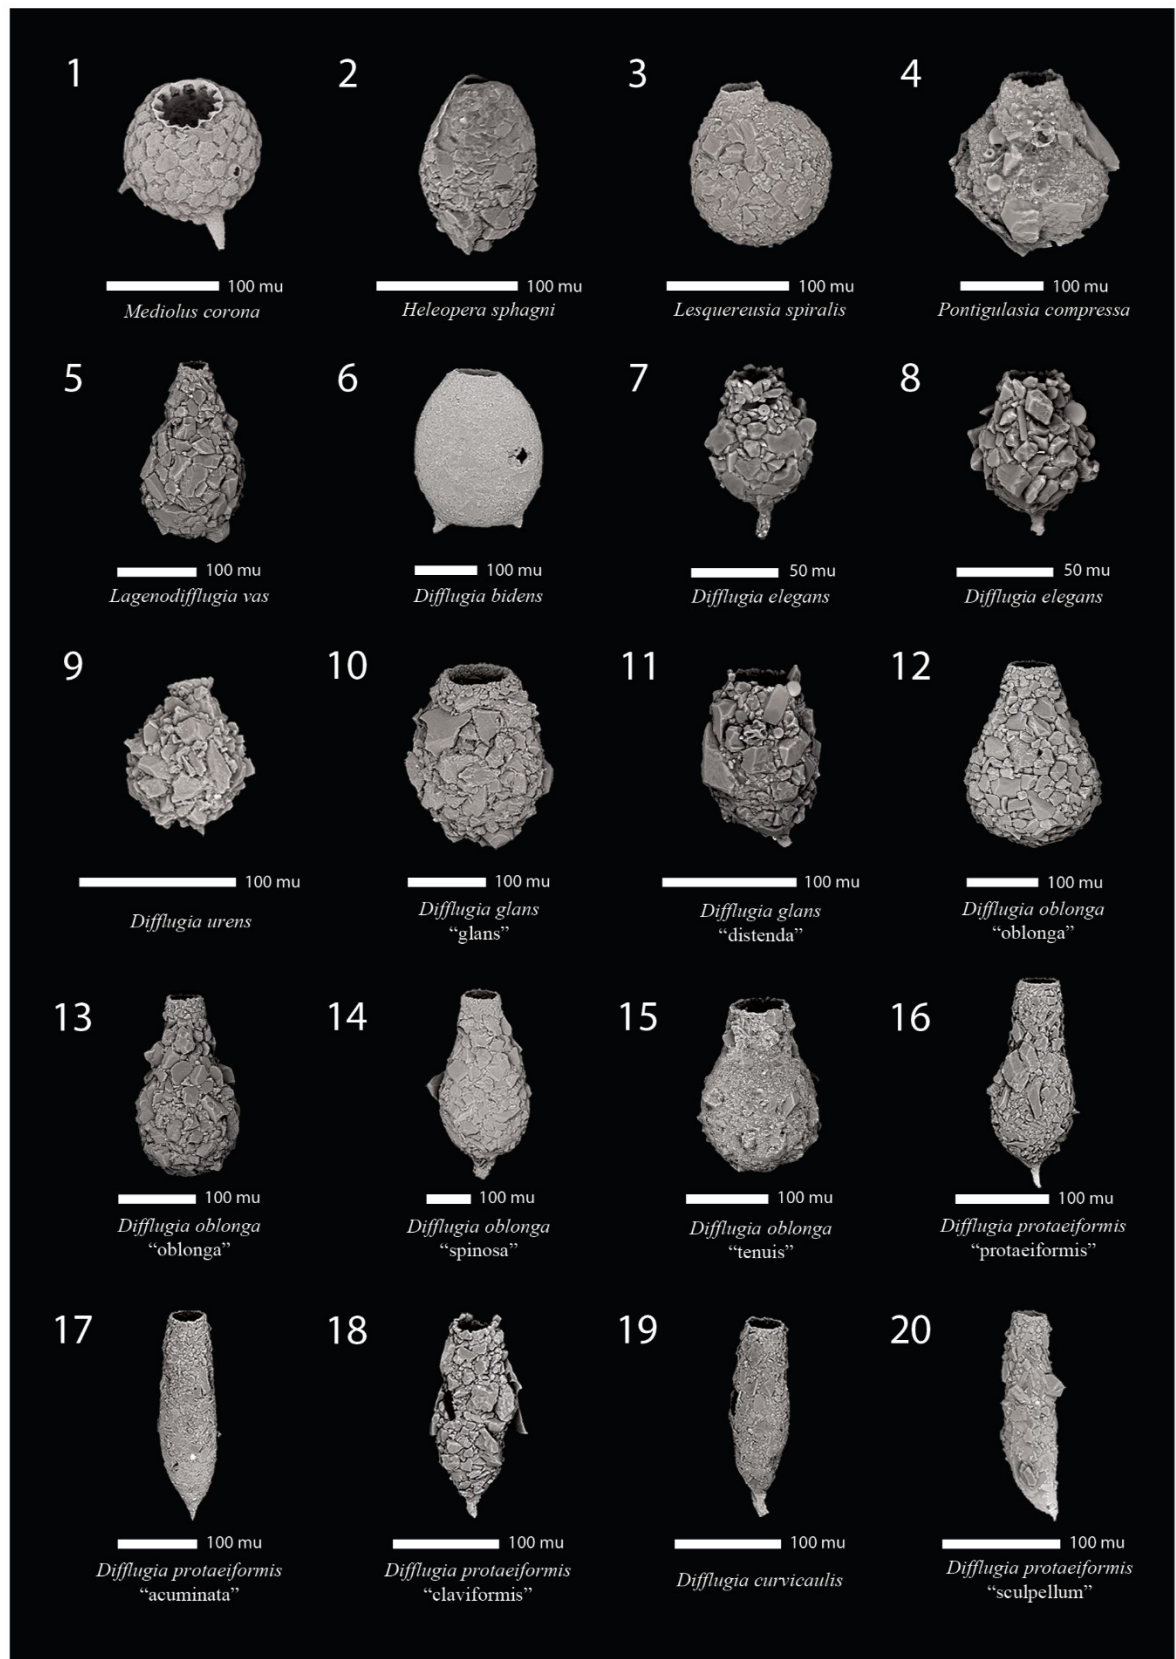 1
2
3
4
100 mu
100 mu
100 mu
100 mu
Mediolus corona
Heleopera sphagni
Lesquereusia spiralis
Pontigulasia compressa
5
6
7
8
100 mu
100 mu
50 mu
50 mu
Lagenodifflugia vas
Difflugia bidens
Difflugia elegans
Difflugia elegans
9
10
11
12
100 mu
100 mu
100 mu
100 mu
Difflugia urens
Difflugia glans
“glans”
Difflugia glans
“distenda”
Difflugia oblonga
“oblonga”
13
14
15
16
100 mu
100 mu
100 mu
100 mu
Difflugia oblonga
“oblonga”
Difflugia oblonga
“spinosa”
Difflugia oblonga
“tenuis”
Difflugia protaeiformis
“protaeiformis”
17
18
19
20
100 mu
100 mu
100 mu
100 mu
Difflugia protaeiformis
“acuminata”
Difflugia protaeiformis
“claviformis”
Difflugia curvicaulis
Difflugia protaeiformis
“sculpellum”